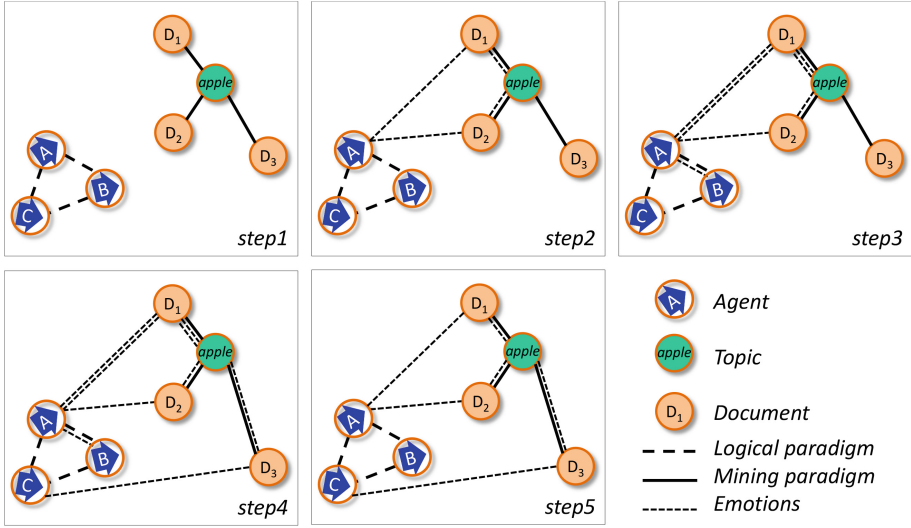 D1
apple
D2
D3
A
B
C
step1
D1
apple
D2
D3
A
B
C
step2
D1
apple
D2
D3
A
B
C
step3
D1
apple
D2
D3
A
B
C
step4
D1
apple
D2
D3
A
B
C
step5
A Agent
apple Topic
D1 Document
Logical paradigm
Mining paradigm
Emotions